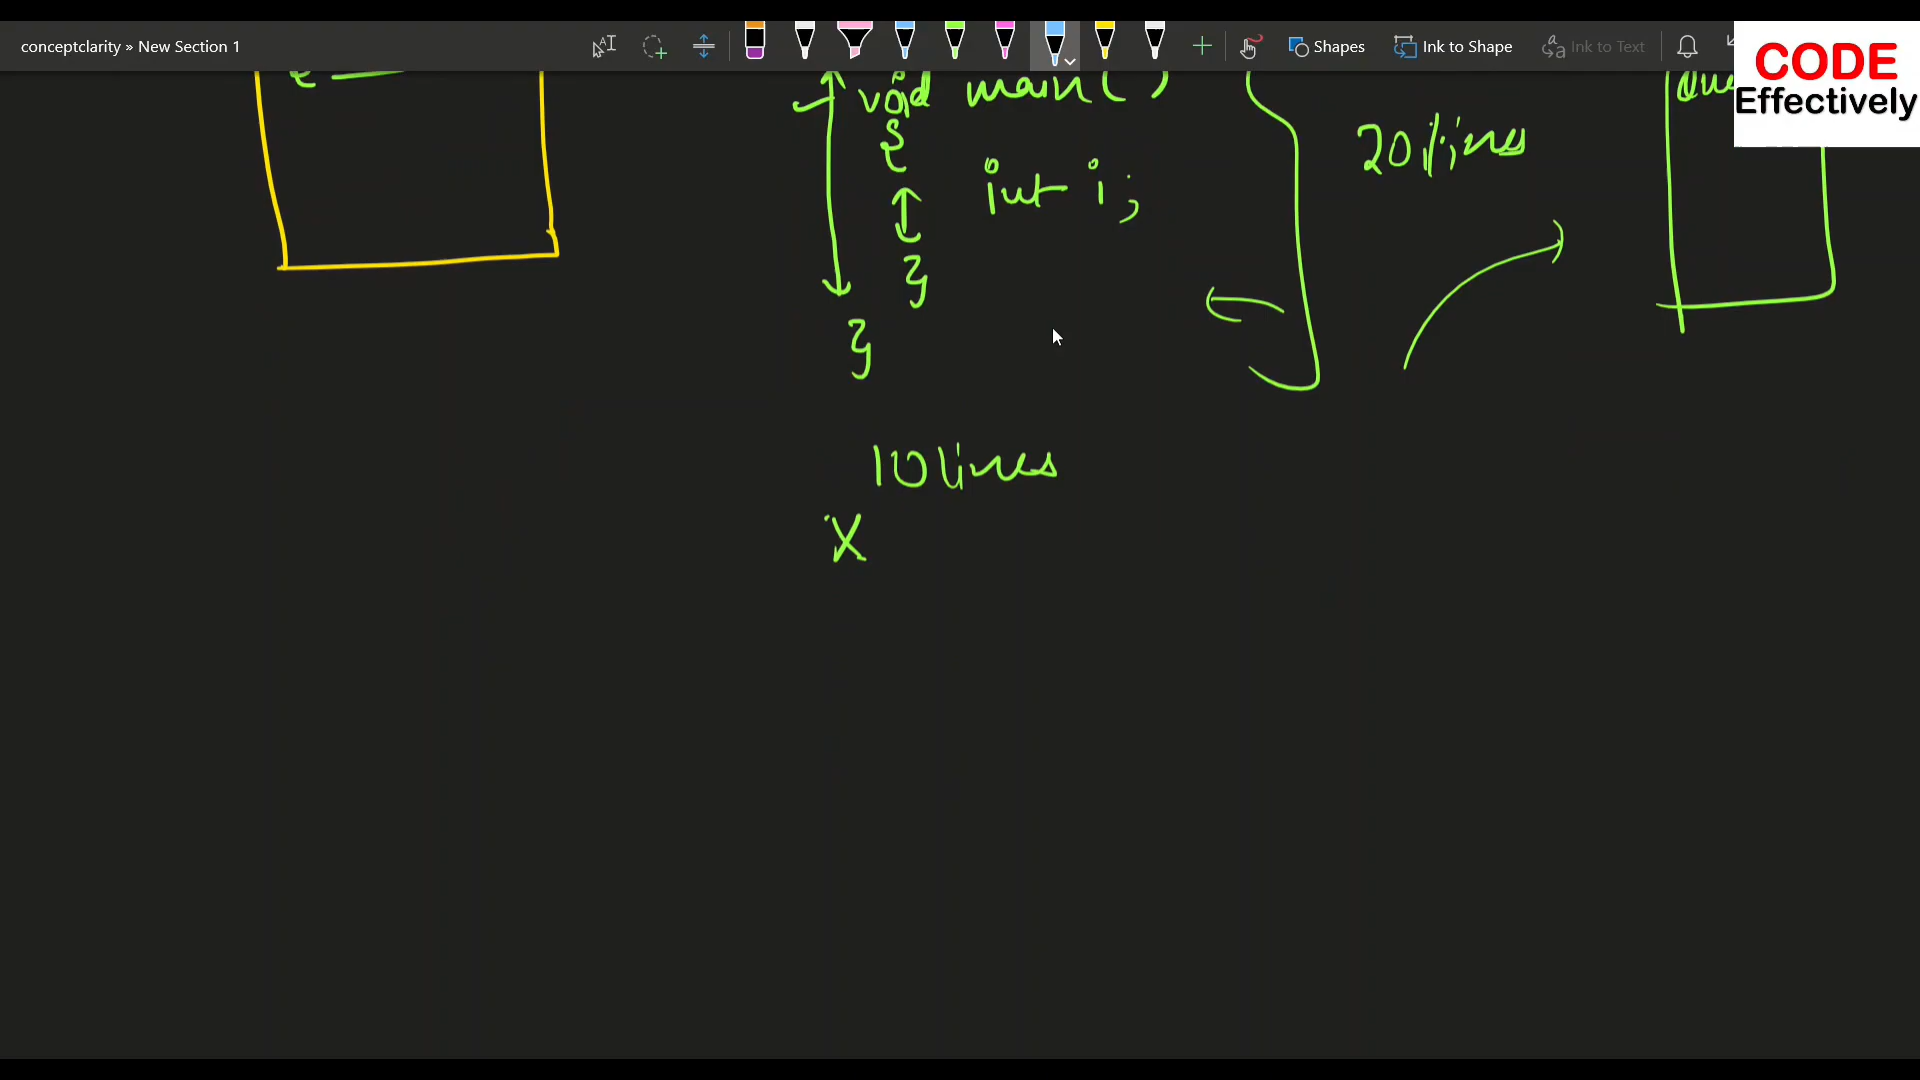 conceptclarity » New Section 1
Shapes
Ink to Shape
Ink to Text
CODE
Effectively
void main()
{
int i;
}
}
20 lines
10 lines
X